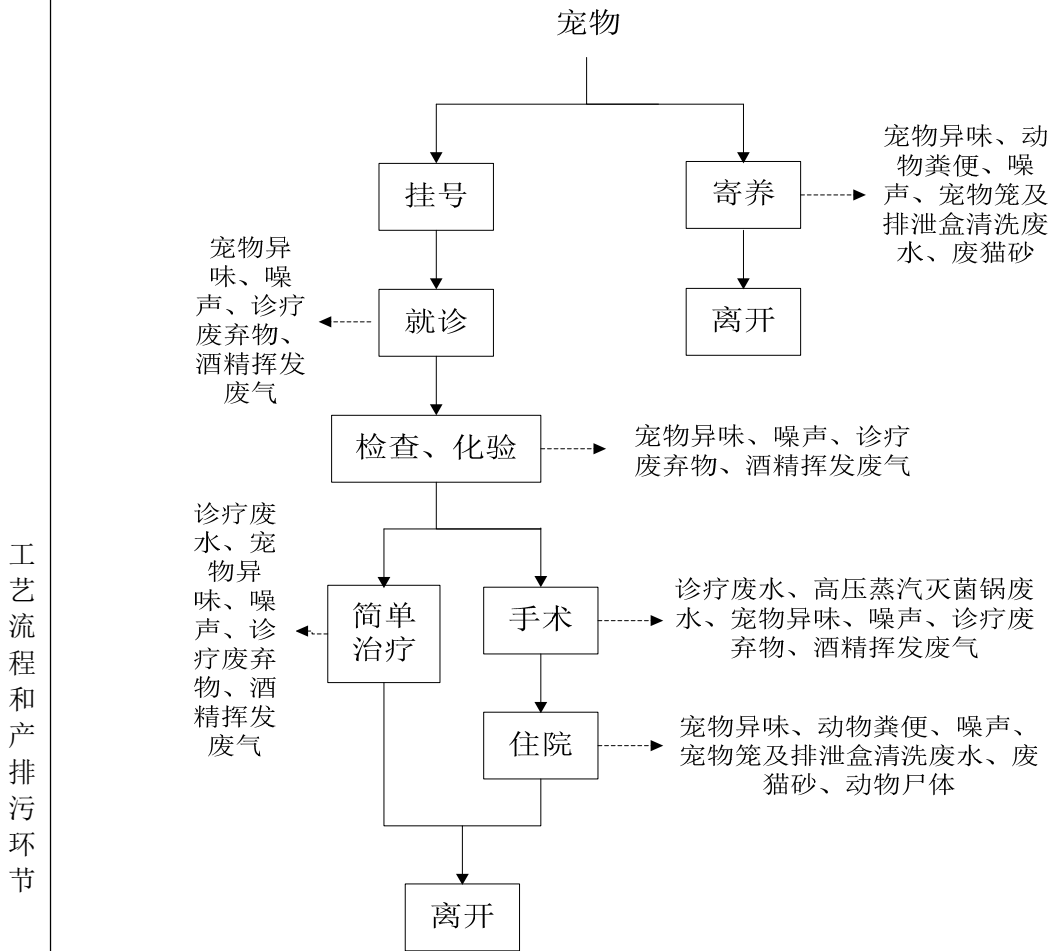 宠物
挂号
寄养
宠物异味、动
物粪便、噪
声、宠物笼及
排泄盒清洗废
水、废猫砂
宠物异
味、噪
声、诊疗
废弃物、
酒精挥发
废气
就诊
离开
检查、化验
宠物异味、噪声、诊疗
废弃物、酒精挥发废气
诊疗废
水、宠
物异
味、噪
声、诊
疗废弃
物、酒
精挥发
废气
简单
治疗
手术
诊疗废水、高压蒸汽灭菌锅废
水、宠物异味、噪声、诊疗废
弃物、酒精挥发废气
住院
宠物异味、动物粪便、噪声、
宠物笼及排泄盒清洗废水、废
猫砂、动物尸体
离开
工艺流程和产排污环节